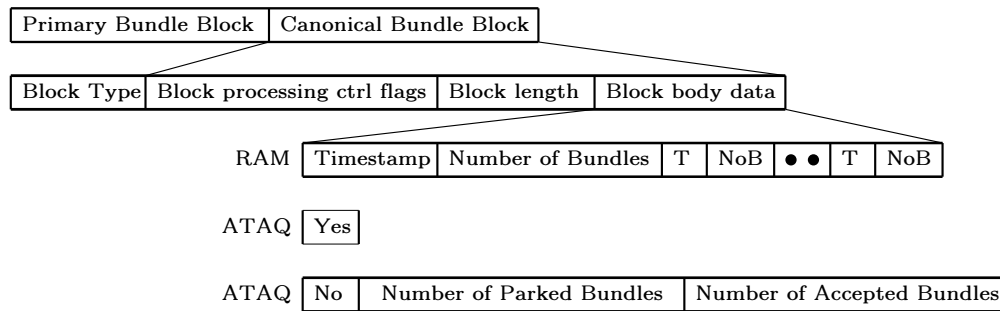 Primary Bundle Block Canonical Bundle Block
Block Type Block processing ctrl flags Block length Block body data
RAM Timestamp Number of Bundles T NoB ●● T NoB
ATAQ Yes
ATAQ No Number of Parked Bundles Number of Accepted Bundles